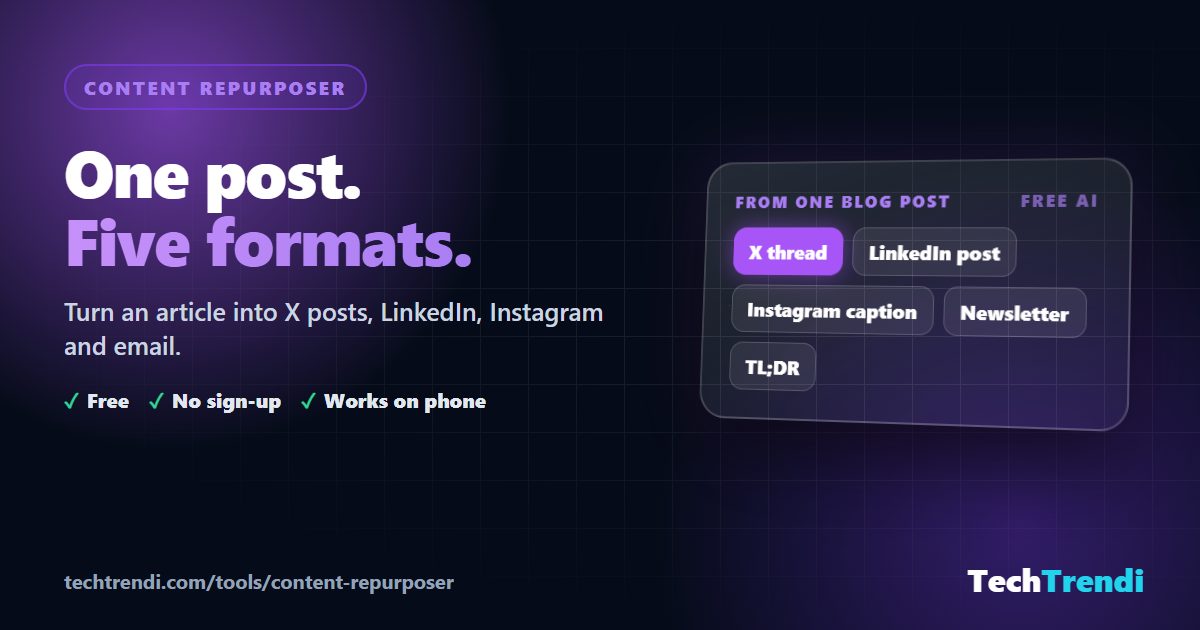 CONTENT REPURPOSER
One post.
Five formats.
Turn an article into X posts, LinkedIn, Instagram
and email.
✓ Free ✓ No sign-up ✓ Works on phone
FROM ONE BLOG POST FREE AI
X thread LinkedIn post
Instagram caption Newsletter
TL;DR
techtrendi.com/tools/content-repurposer
TechTrendi